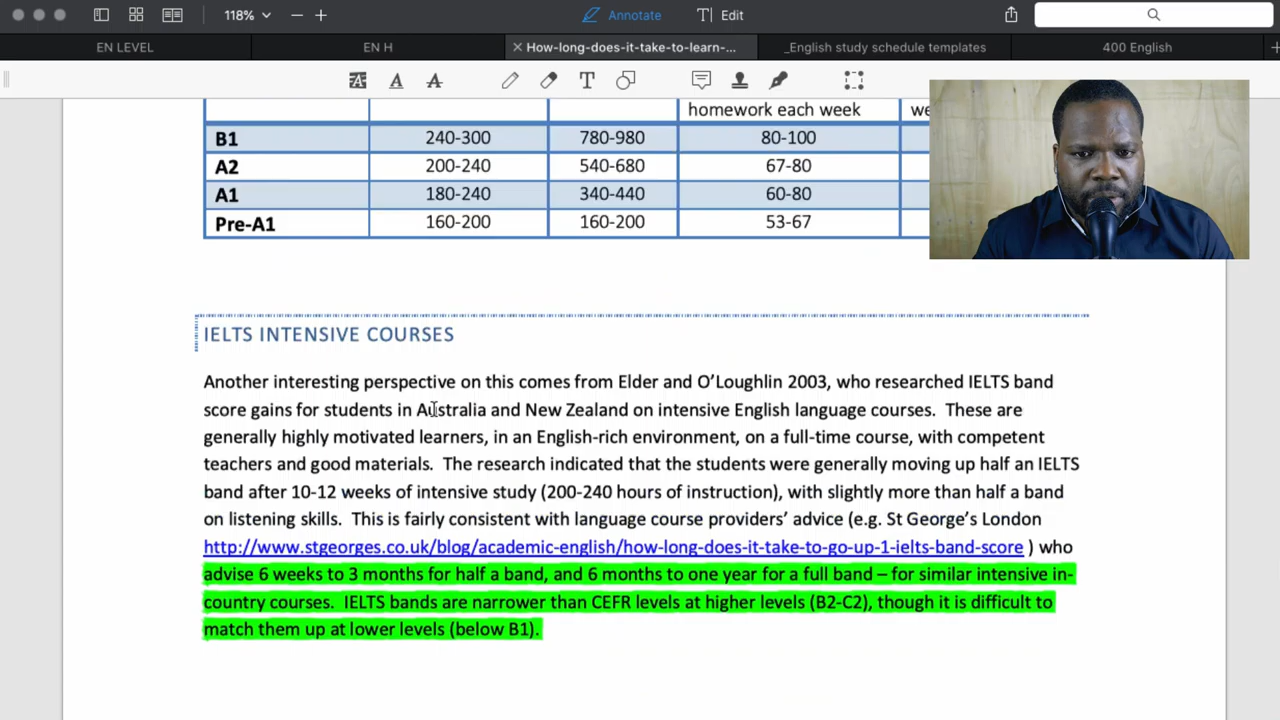 118%
Annotate
Edit
EN LEVEL
EN H
How-long-does-it-take-to-learn-...
_English study schedule templates
400 English
homework each week
we
B1 240-300 780-980 80-100
A2 200-240 540-680 67-80
A1 180-240 340-440 60-80
Pre-A1 160-200 160-200 53-67
IELTS INTENSIVE COURSES
Another interesting perspective on this comes from Elder and O’Loughlin 2003, who researched IELTS band
score gains for students in Australia and New Zealand on intensive English language courses. These are
generally highly motivated learners, in an English-rich environment, on a full-time course, with competent
teachers and good materials. The research indicated that the students were generally moving up half an IELTS
band after 10-12 weeks of intensive study (200-240 hours of instruction), with slightly more than half a band
on listening skills. This is fairly consistent with language course providers’ advice (e.g. St George’s London
http://www.stgeorges.co.uk/blog/academic-english/how-long-does-it-take-to-go-up-1-ielts-band-score ) who
advise 6 weeks to 3 months for half a band, and 6 months to one year for a full band – for similar intensive in-
country courses. IELTS bands are narrower than CEFR levels at higher levels (B2-C2), though it is difficult to
match them up at lower levels (below B1).